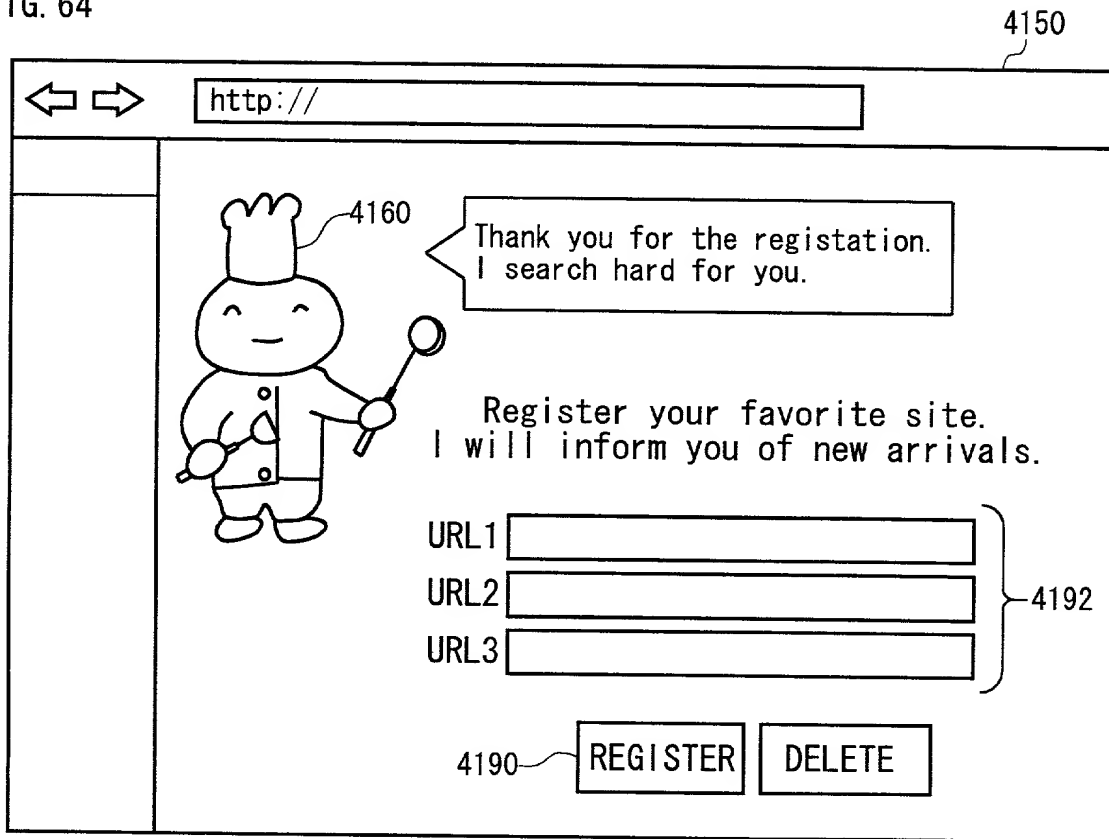 IG. 64
4150
http://
4160
Thank you for the registation.
I search hard for you.
Register your favorite site.
I will inform you of new arrivals.
URL1
URL2
URL3
4192
4190
REGISTER
DELETE